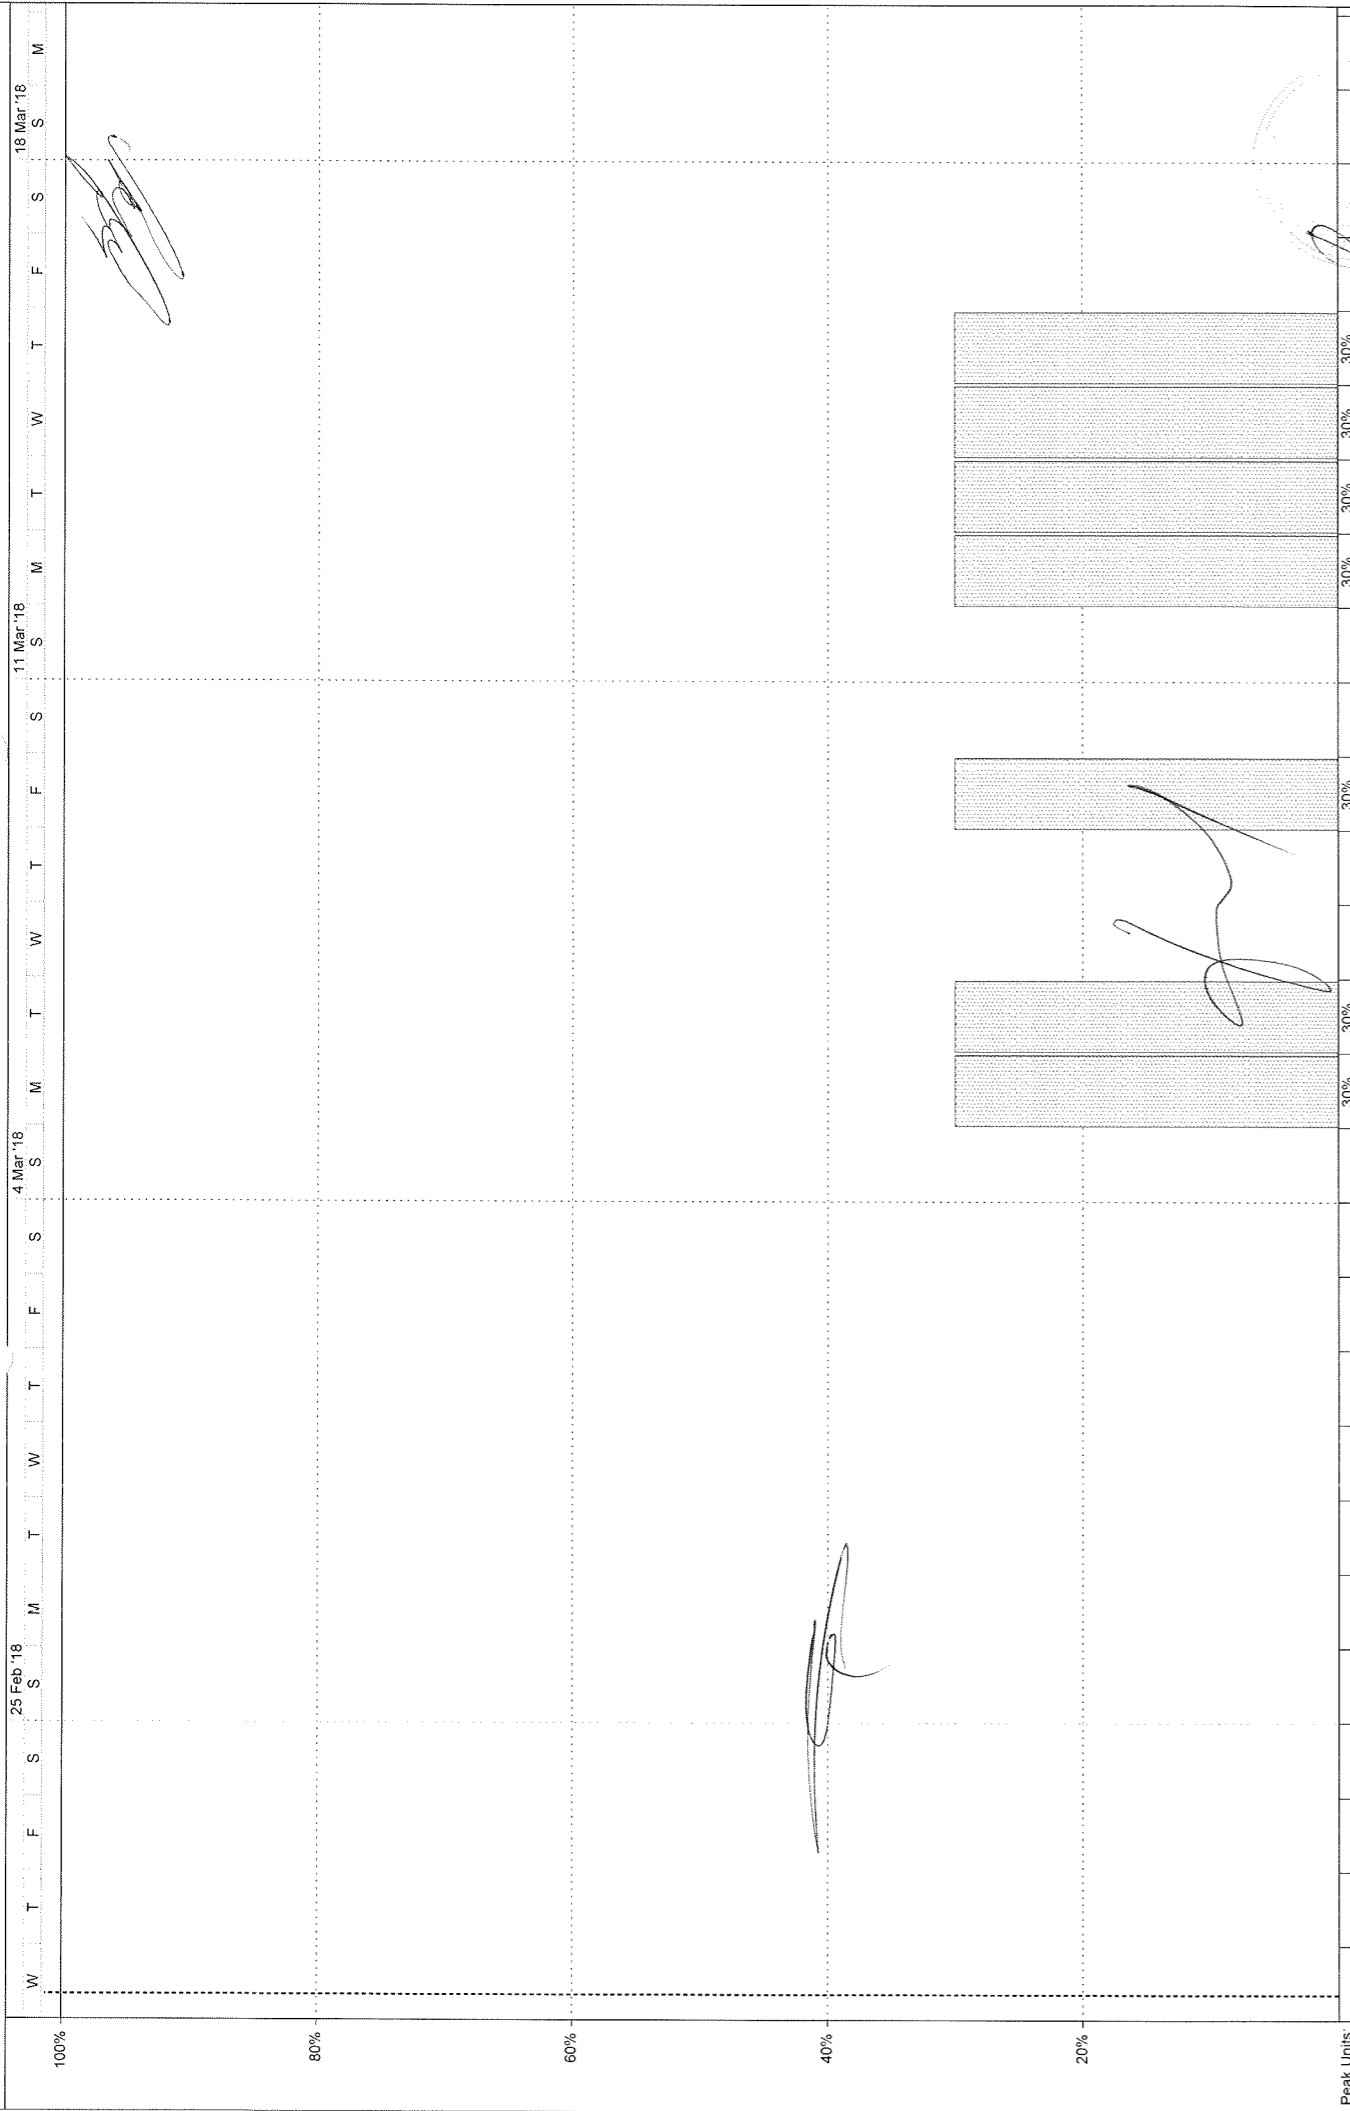 25 Feb '18 4 Mar '18 11 Mar '18 18 Mar '18
W T F S S M T W T F S S M T W T F S S M T W T F S S M
100%
80%
60%
40%
20%
Peak Units: 30% 30% 30% 30% 30% 30% 30%